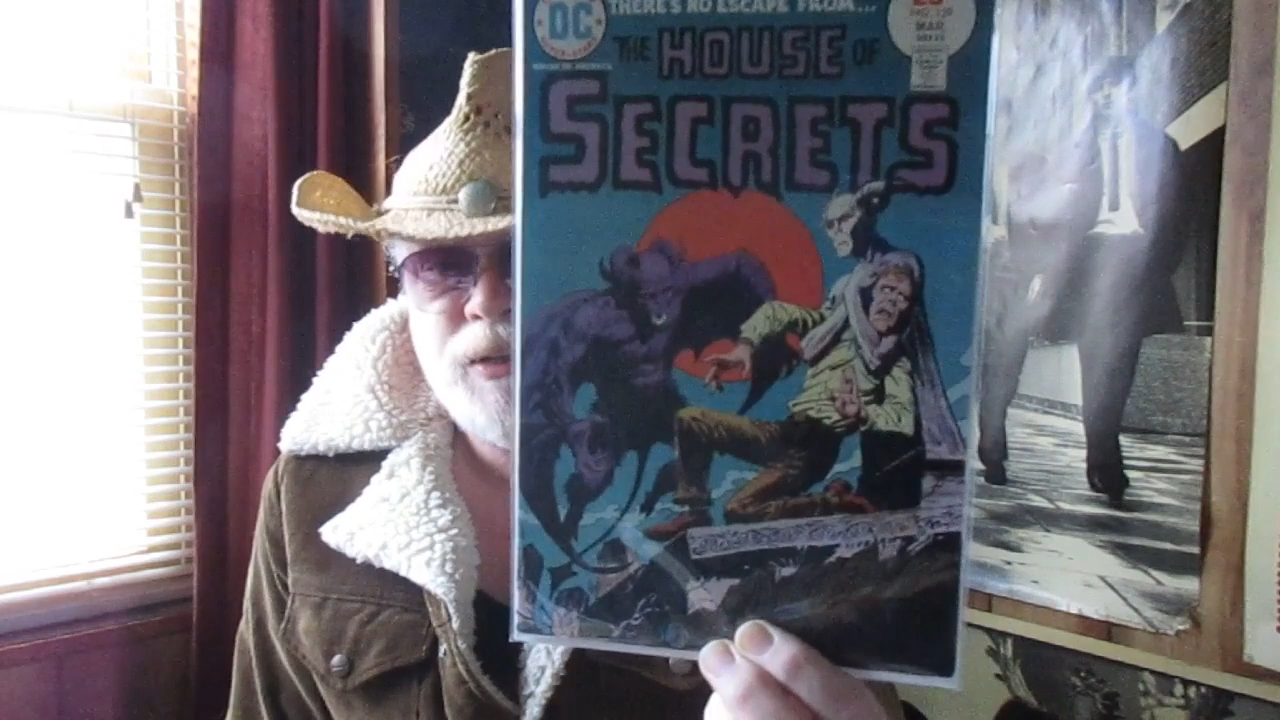 DC
THERE'S NO ESCAPE FROM...
MAR
THE HOUSE OF
SECRETS